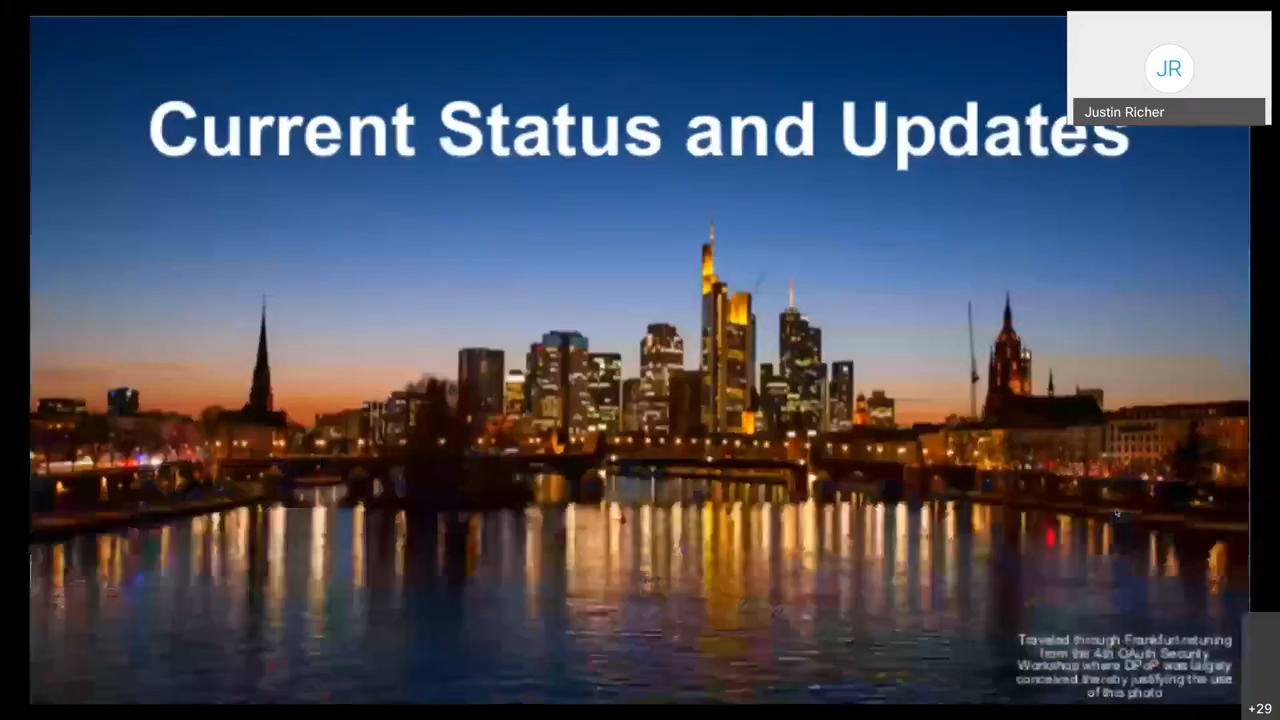 Current Status and Updates
JR
Justin Richer
Traveled through Frankfurt retuning
from the 4th OAuth Security
Workshop where DPoP was largely
conceived thereby justifying the use
of this photo
+29